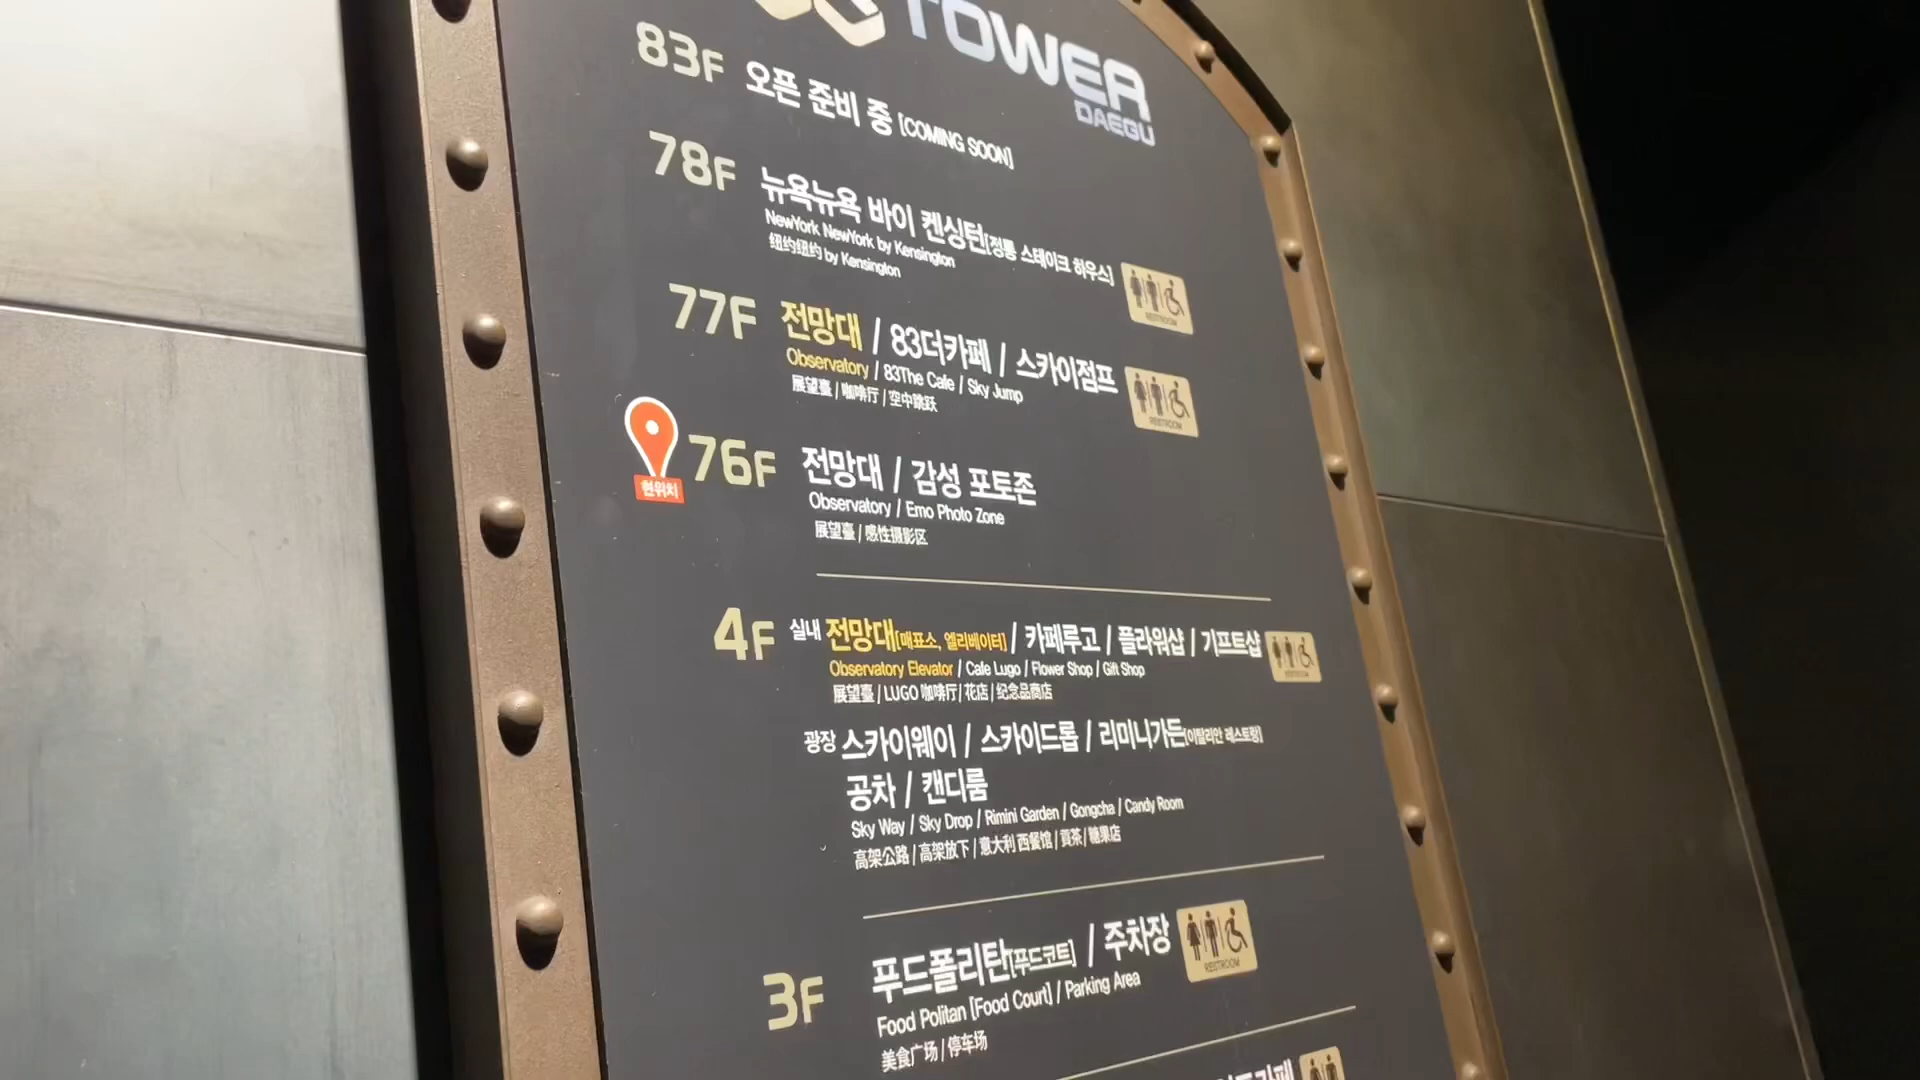 TOWER
DAEGU
83F 오픈 준비 중 [COMING SOON]
78F 뉴욕뉴욕 바이 켄싱턴[정통 스테이크 하우스]
NewYork NewYork by Kensington
纽约纽约 by Kensington
RESTROOM
77F 전망대 / 83더카페 / 스카이점프
Observatory / 83The Cafe / Sky Jump
展望臺 / 咖啡厅 / 空中跳跃
RESTROOM
현위치
76F 전망대 / 감성 포토존
Observatory / Emo Photo Zone
展望臺 / 感性摄影区
4F 실내 전망대[매표소, 엘리베이터] / 카페루고 / 플라워샵 / 기프트샵
Observatory Elevator / Cafe Lugo / Flower Shop / Gift Shop
展望臺 / LUGO 咖啡厅 / 花店 / 纪念品商店
RESTROOM
광장 스카이웨이 / 스카이드롭 / 리미니가든[이탈리안 레스토랑]
공차 / 캔디룸
Sky Way / Sky Drop / Rimini Garden / Gongcha / Candy Room
高架公路 / 高架放下 / 意大利 西餐馆 / 貢茶 / 糖果店
3F 푸드폴리탄[푸드코트] / 주차장
Food Politan [Food Court] / Parking Area
美食广场 / 停车场
RESTROOM